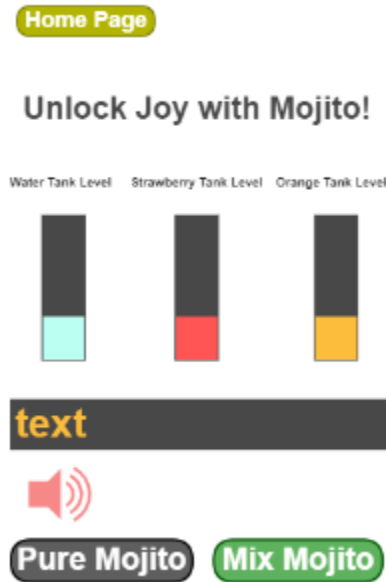 Home Page
Unlock Joy with Mojito!
Water Tank Level Strawberry Tank Level Orange Tank Level
text
Pure Mojito Mix Mojito